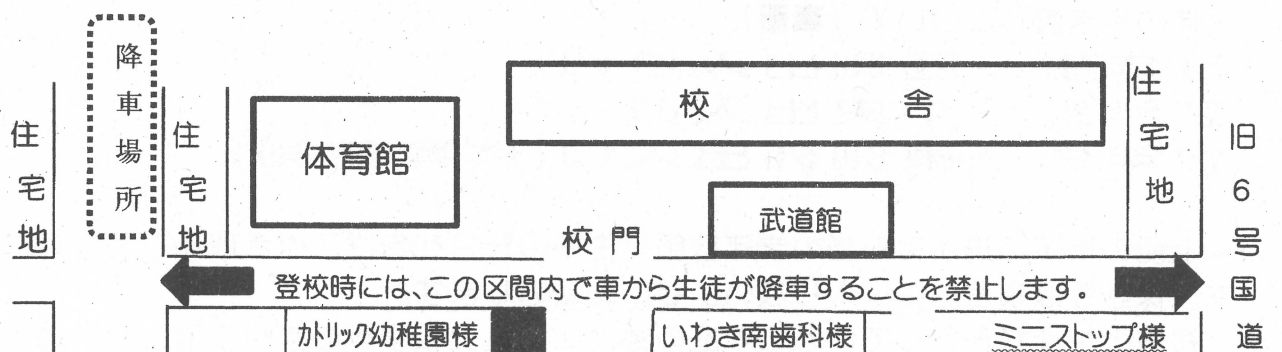 降車場所
住宅地
住宅地
体育館
校舎
武道館
校門
住宅地
旧6号国道
登校時には、この区間内で車から生徒が降車することを禁止します。
カトリック幼稚園様
いわき南歯科様
ミニストップ様